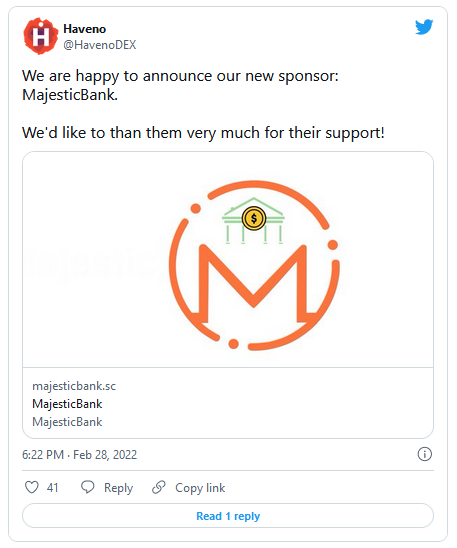 Haveno
@HavenoDEX
We are happy to announce our new sponsor:
MajesticBank.
We'd like to than them very much for their support!
$
majesticbank.sc
MajesticBank
MajesticBank
6:22 PM · Feb 28, 2022
41 Reply Copy link
Read 1 reply